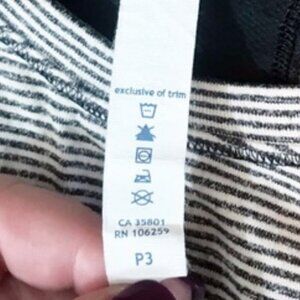 exclusive of trim
CA 35801
RN 106259
P3